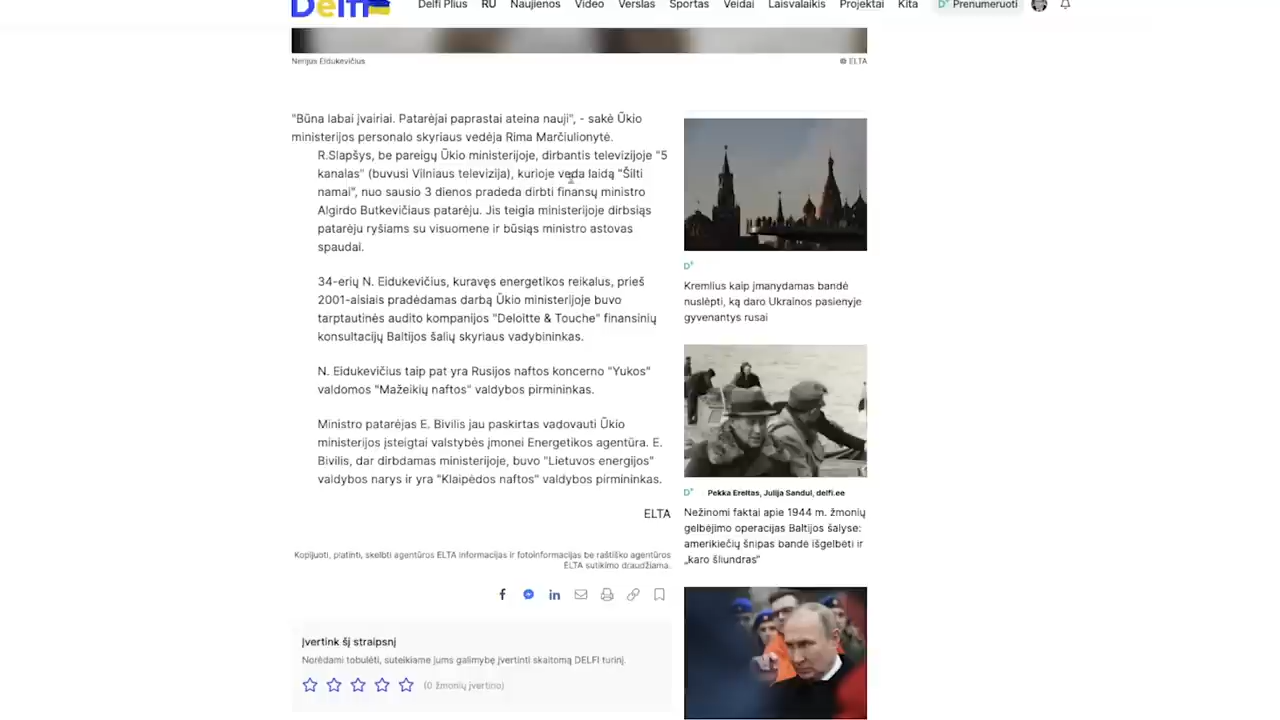 Delfi
Delfi Plius RU Naujienos Video Verslas Sportas Veidai Laisvalaikis Projektai Kita D+ Prenumeruoti
Nerijus Eidukevičius
© ELTA
"Būna labai įvairiai. Patarėjai paprastai ateina nauji", - sakė Ūkio
ministerijos personalo skyriaus vedėja Rima Marčiulionytė.
R.Slapšys, be pareigų Ūkio ministerijoje, dirbantis televizijoje "5
kanalas" (buvusi Vilniaus televizija), kurioje veda laidą "Šilti
namai", nuo sausio 3 dienos pradeda dirbti finansų ministro
Algirdo Butkevičiaus patarėju. Jis teigia ministerijoje dirbsiąs
patarėju ryšiams su visuomene ir būsiąs ministro astovas
spaudai.
34-erių N. Eidukevičius, kuravęs energetikos reikalus, prieš
2001-aisiais pradėdamas darbą Ūkio ministerijoje buvo
tarptautinės audito kompanijos "Deloitte & Touche" finansinių
konsultacijų Baltijos šalių skyriaus vadybininkas.
N. Eidukevičius taip pat yra Rusijos naftos koncerno "Yukos"
valdomos "Mažeikių naftos" valdybos pirmininkas.
Ministro patarėjas E. Bivilis jau paskirtas vadovauti Ūkio
ministerijos įsteigtai valstybės įmonei Energetikos agentūra. E.
Bivilis, dar dirbdamas ministerijoje, buvo "Lietuvos energijos"
valdybos narys ir yra "Klaipėdos naftos" valdybos pirmininkas.
ELTA
Kopijuoti, platinti, skelbti agentūros ELTA informacijas ir fotoinformacijas be raštiško agentūros
ELTA sutikimo draudžiama.
Įvertink šį straipsnį
Norėdami tobulėti, suteikiame jums galimybę įvertinti skaitomą DELFI turinį.
(0 žmonių įvertino)
D+
Kremlius kaip įmanydamas bandė
nuslėpti, ką daro Ukrainos pasienyje
gyvenantys rusai
D+ Pekka Ereltas, Julija Sandul, delfi.ee
Nežinomi faktai apie 1944 m. žmonių
gelbėjimo operacijas Baltijos šalyse:
amerikiečių šnipas bandė išgelbėti ir
„karo šliundras“